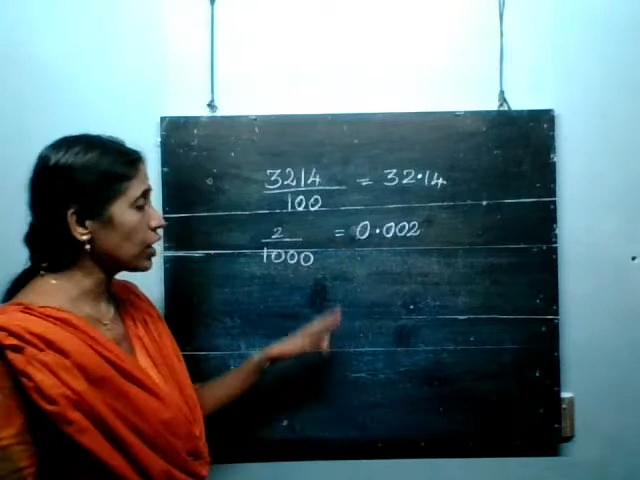 3214/100 = 32.14
2/1000 = 0.002